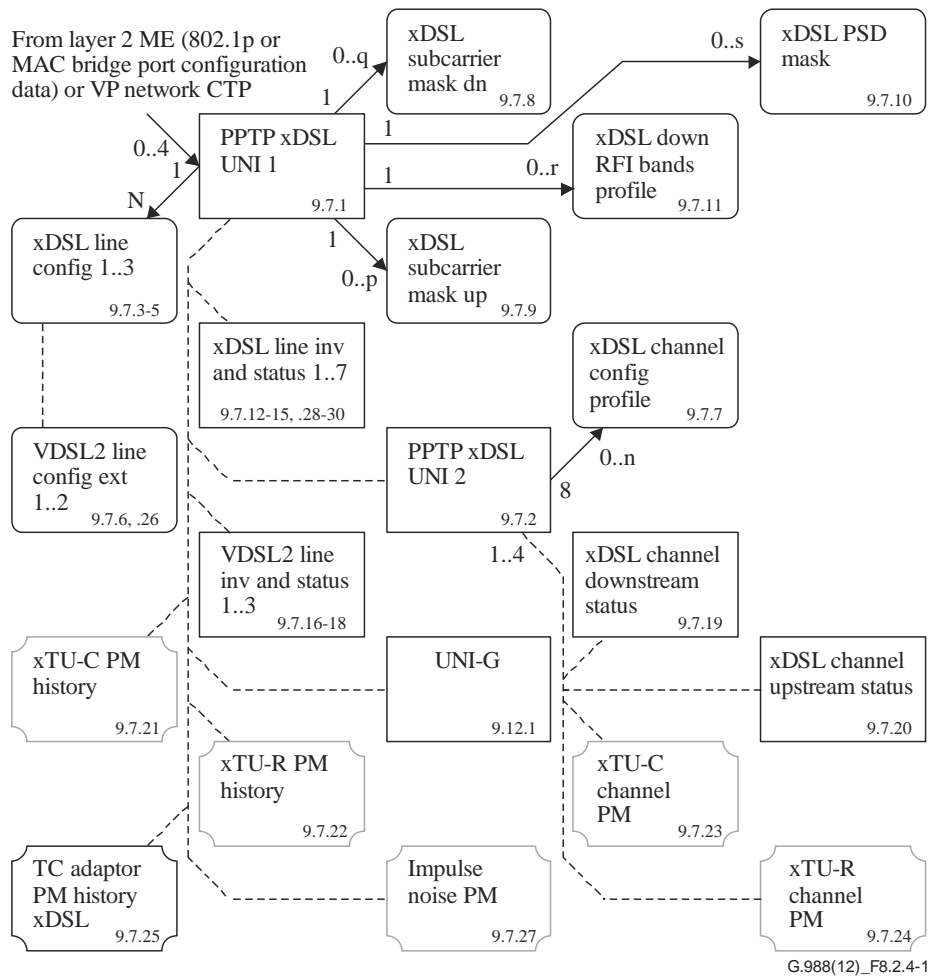 From layer 2 ME (802.1p or
MAC bridge port configuration
data) or VP network CTP
0..4
1
N
PPTP xDSL
UNI 1
9.7.1
1
0..q
xDSL
subcarrier
mask dn
9.7.8
1
0..s
xDSL PSD
mask
9.7.10
1
0..r
xDSL down
RFI bands
profile
9.7.11
1
0..p
xDSL
subcarrier
mask up
9.7.9
xDSL line
config 1..3
9.7.3-5
xDSL line inv
and status 1..7
9.7.12-15, .28-30
xDSL channel
config
profile
9.7.7
VDSL2 line
config ext
1..2
9.7.6, .26
PPTP xDSL
UNI 2
9.7.2
8
0..n
1..4
VDSL2 line
inv and status
1..3
9.7.16-18
xDSL channel
downstream
status
9.7.19
xTU-C PM
history
9.7.21
UNI-G
9.12.1
xDSL channel
upstream status
9.7.20
xTU-R PM
history
9.7.22
xTU-C
channel
PM
9.7.23
TC adaptor
PM history
xDSL
9.7.25
Impulse
noise PM
9.7.27
xTU-R
channel
PM
9.7.24
G.988(12)_F8.2.4-1